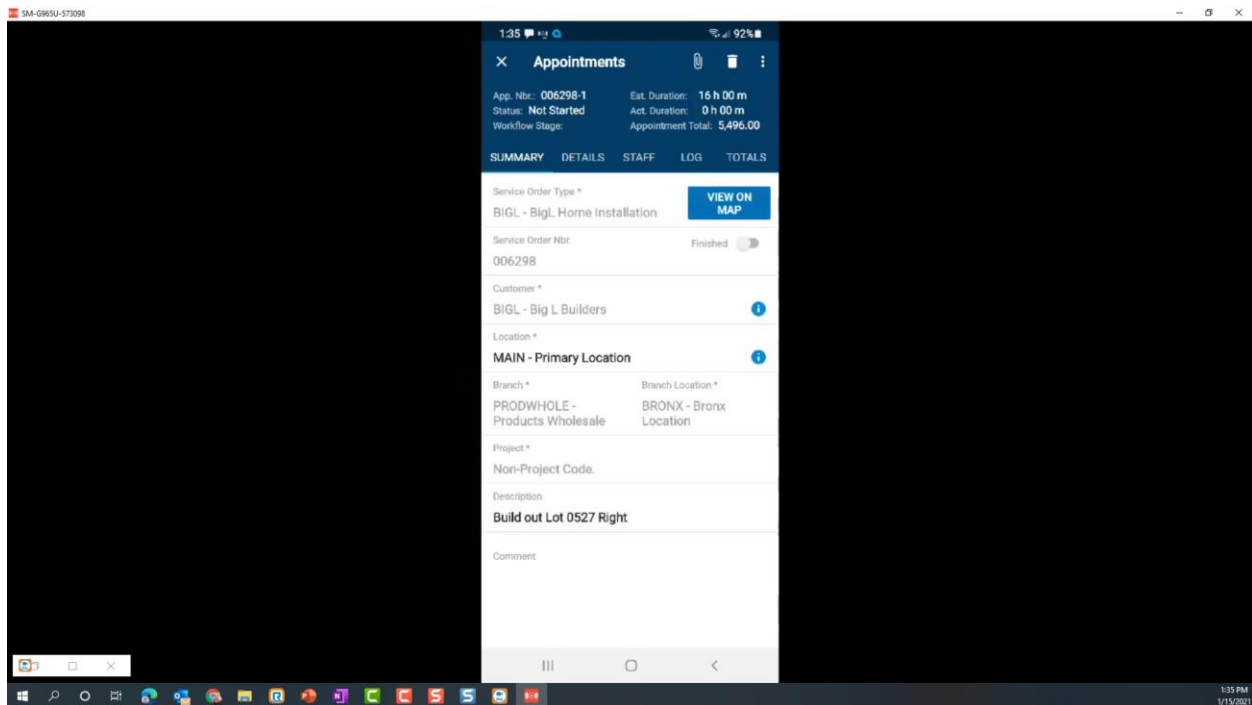 SM-G965U-573098
1:35 92%
Appointments
App. Nbr.: 006298-1 Est. Duration: 16 h 00 m
Status: Not Started Act. Duration: 0 h 00 m
Workflow Stage: Appointment Total: 5,496.00
SUMMARY DETAILS STAFF LOG TOTALS
Service Order Type *
BIGL - BigL Home Installation
VIEW ON
MAP
Service Order Nbr.
006298
Finished
Customer *
BIGL - Big L Builders
Location *
MAIN - Primary Location
Branch * Branch Location *
PRODWHOLE - BRONX - Bronx
Products Wholesale Location
Project *
Non-Project Code.
Description
Build out Lot 0527 Right
Comment
1:35 PM
1/15/2021